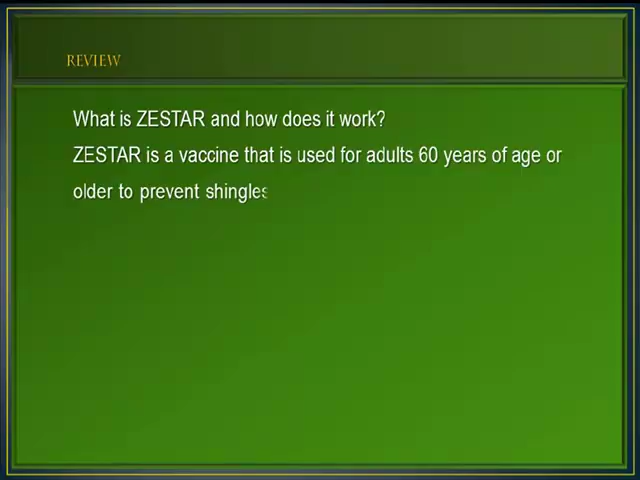 REVIEW
What is ZESTAR and how does it work?
ZESTAR is a vaccine that is used for adults 60 years of age or
older to prevent shingles